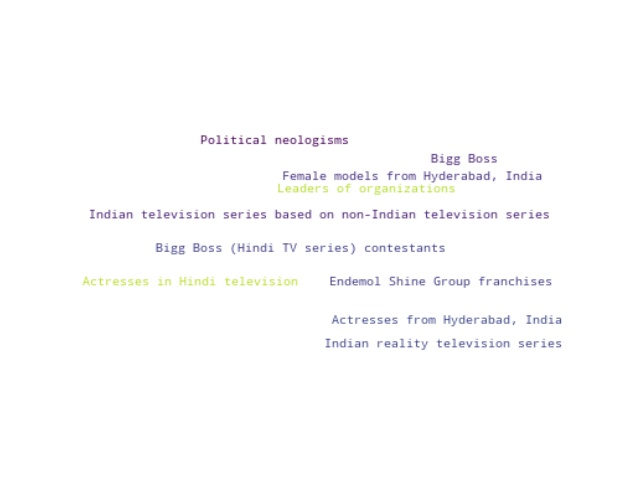 Political neologisms
Bigg Boss
Female models from Hyderabad, India
Leaders of organizations
Indian television series based on non-Indian television series
Bigg Boss (Hindi TV series) contestants
Actresses in Hindi television
Endemol Shine Group franchises
Actresses from Hyderabad, India
Indian reality television series